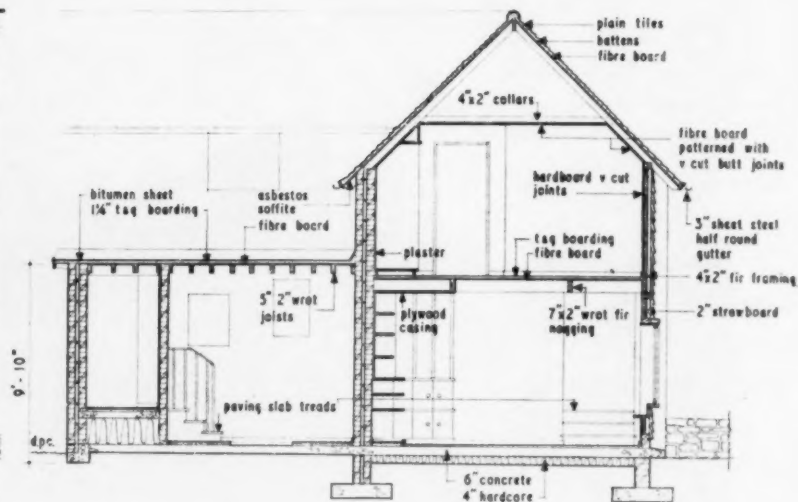 plain tiles
battens
fibre board
4"x2" collars
fibre board
patterned with
v cut butt joints
hardboard v cut
joints
bitumen sheet
1¼" t&g boarding
fibre board
asbestos
soffite
3" sheet steel
half round
gutter
plaster
t&g boarding
fibre board
4"x2" fir framing
5" 2" wrot
joists
plywood
casing
7"x2" wrot fir
nogging
2" strawboard
9'-10"
paving slab treads
d.p.c.
6" concrete
4" hardcore